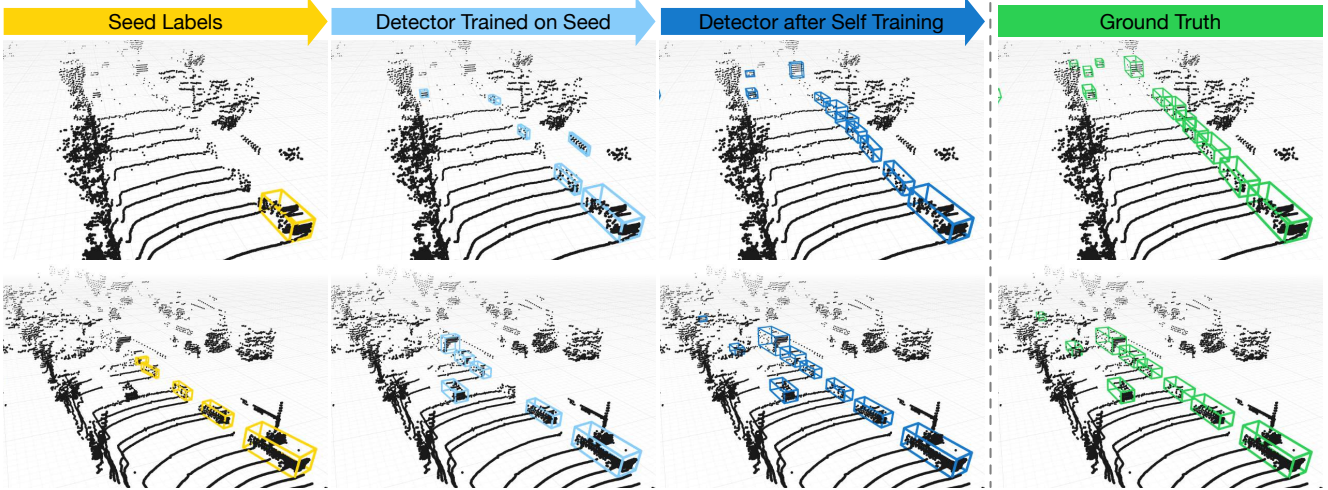 Seed Labels
Detector Trained on Seed
Detector after Self Training
Ground Truth